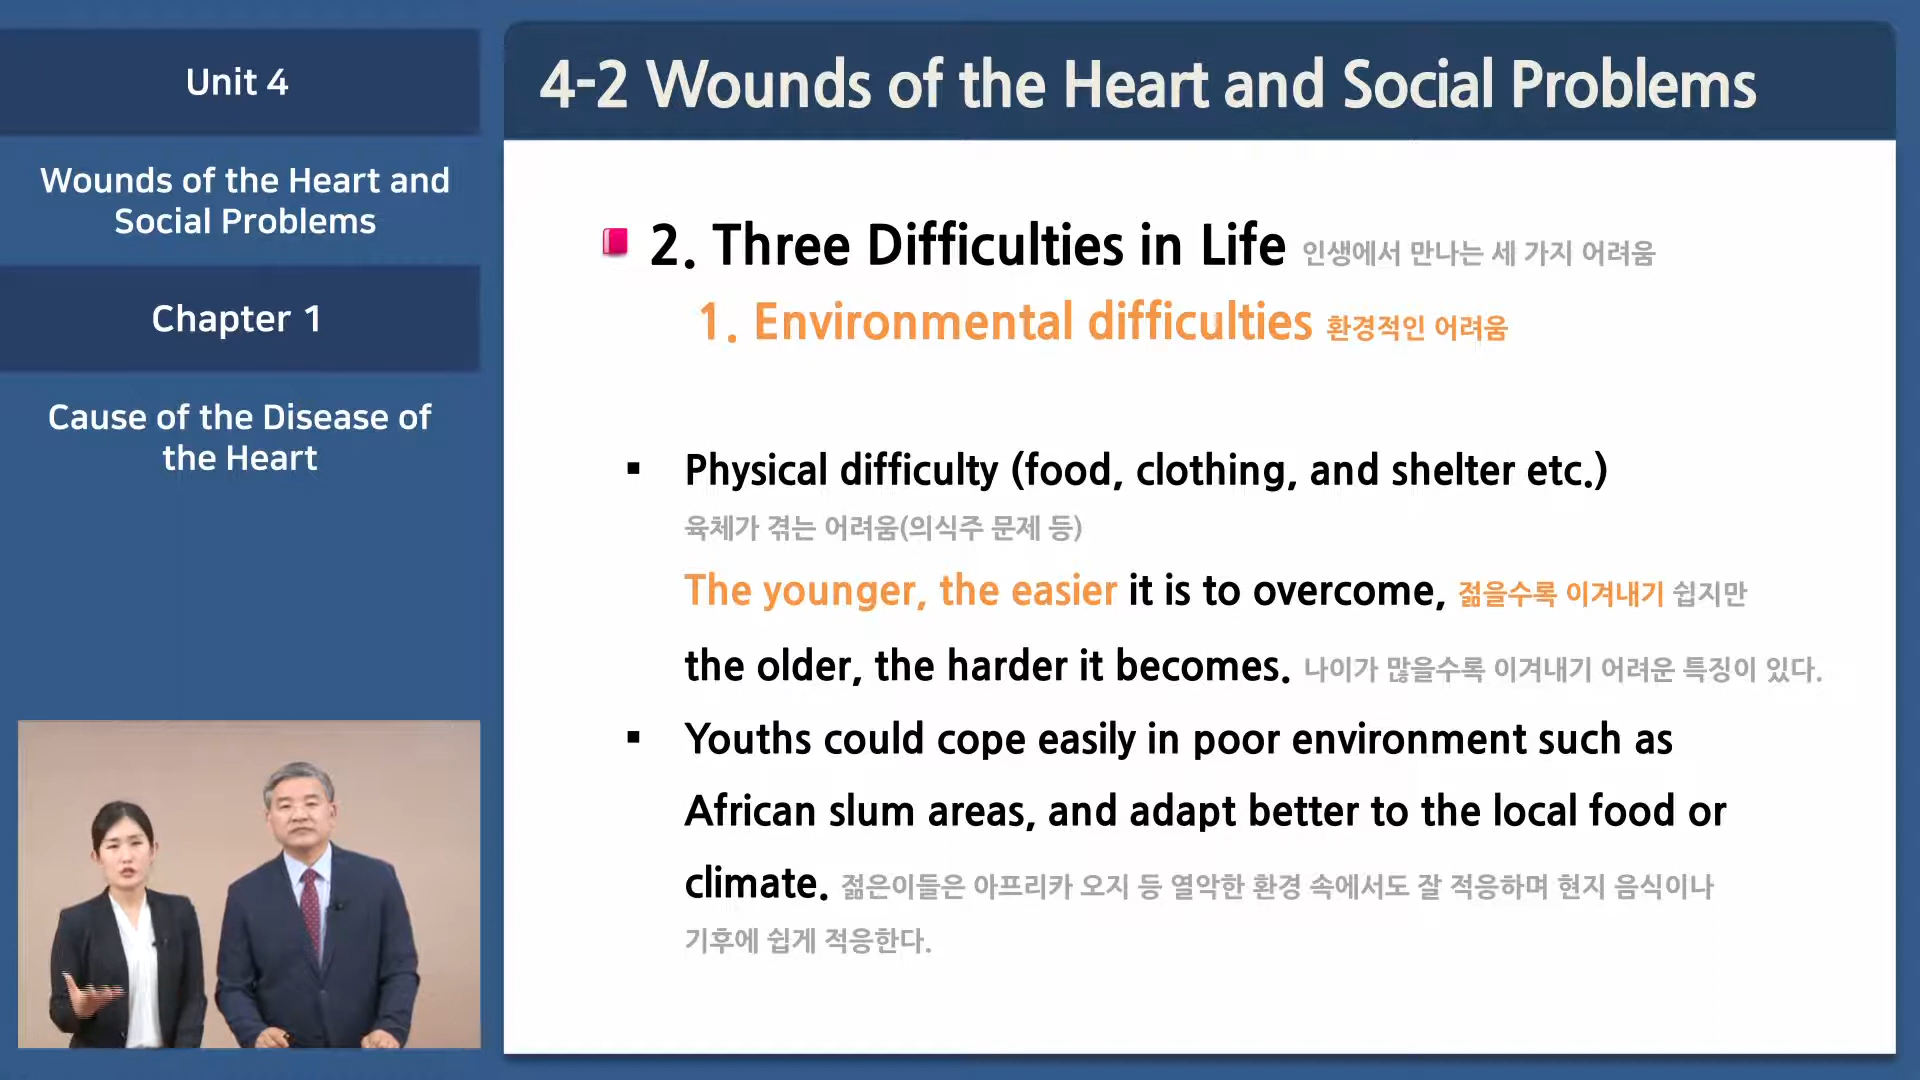 Unit 4
Wounds of the Heart and
Social Problems
Chapter 1
Cause of the Disease of
the Heart
4-2 Wounds of the Heart and Social Problems
2. Three Difficulties in Life 인생에서 만나는 세 가지 어려움
1. Environmental difficulties 환경적인 어려움
▪ Physical difficulty (food, clothing, and shelter etc.)
육체가 겪는 어려움(의식주 문제 등)
The younger, the easier it is to overcome, 젊을수록 이겨내기 쉽지만
the older, the harder it becomes. 나이가 많을수록 이겨내기 어려운 특징이 있다.
▪ Youths could cope easily in poor environment such as
African slum areas, and adapt better to the local food or
climate. 젊은이들은 아프리카 오지 등 열악한 환경 속에서도 잘 적응하며 현지 음식이나
기후에 쉽게 적응한다.